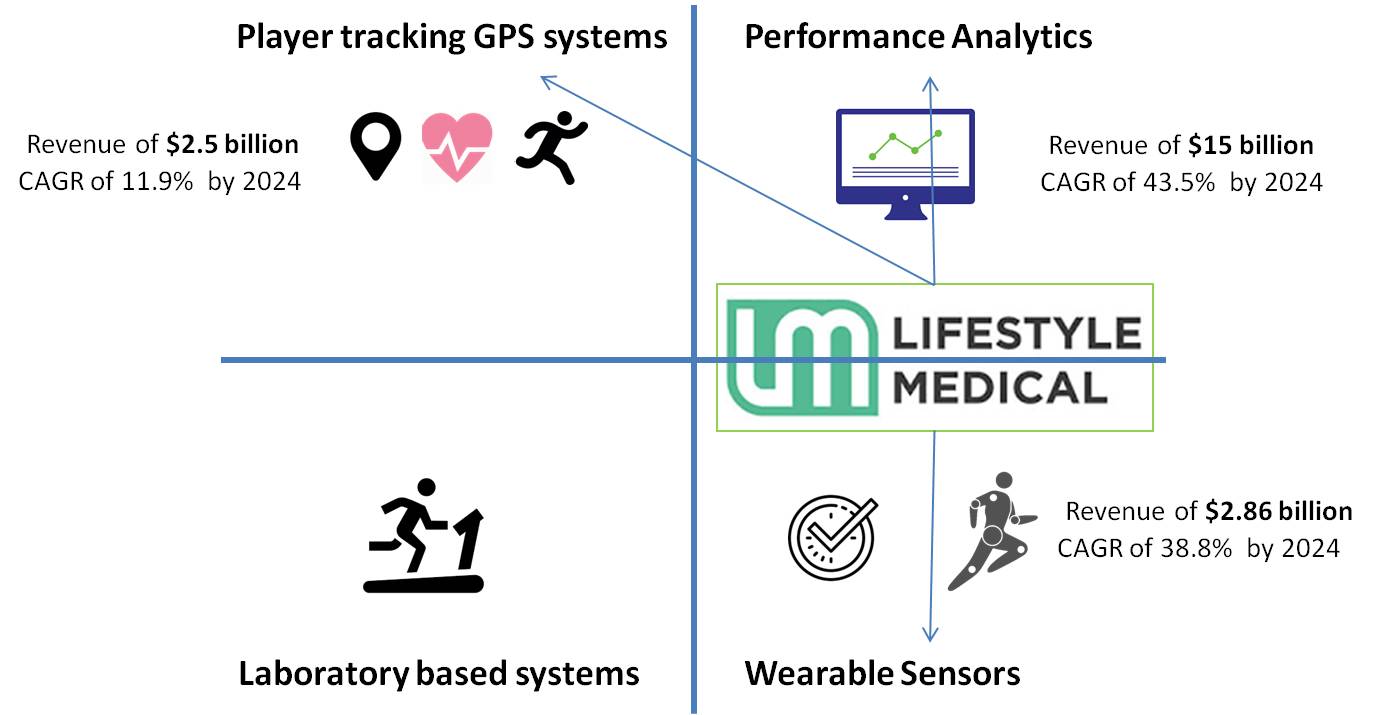 Player tracking GPS systems
Performance Analytics
Revenue of $2.5 billion
CAGR of 11.9% by 2024
Revenue of $15 billion
CAGR of 43.5% by 2024
LM LIFESTYLE
MEDICAL
Revenue of $2.86 billion
CAGR of 38.8% by 2024
Laboratory based systems
Wearable Sensors